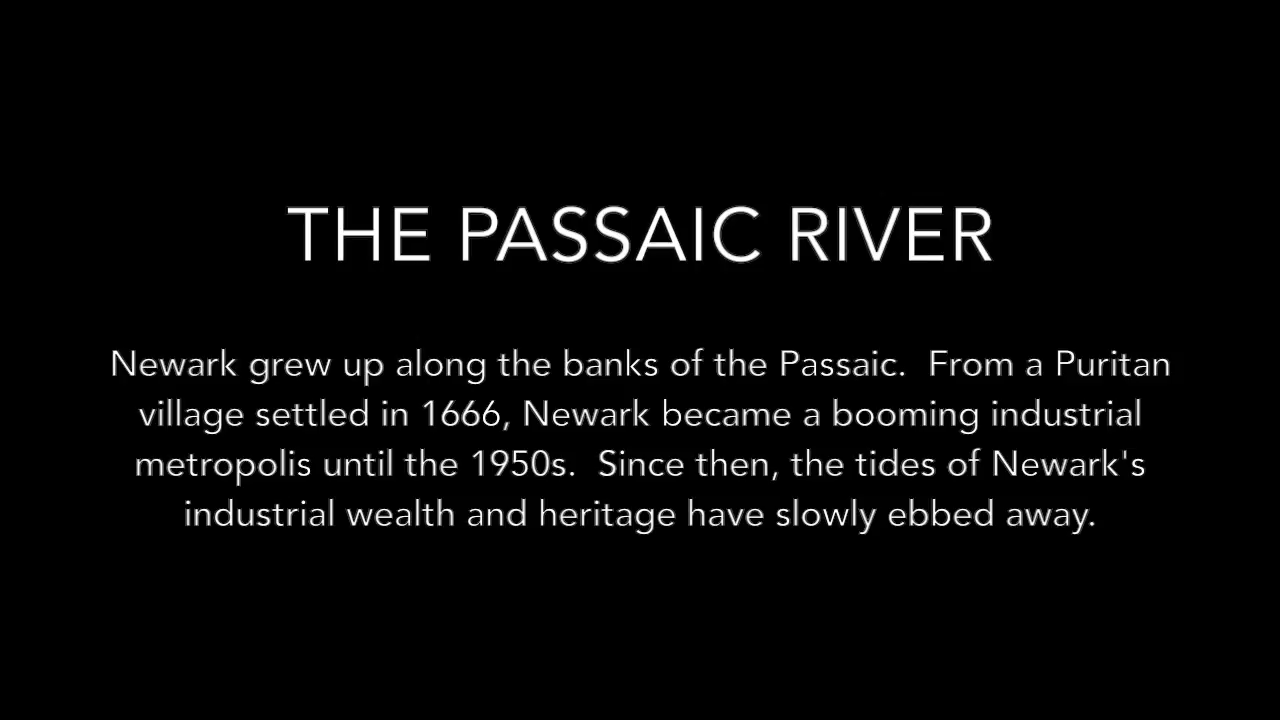 THE PASSAIC RIVER
Newark grew up along the banks of the Passaic.  From a Puritan
village settled in 1666, Newark became a booming industrial
metropolis until the 1950s.  Since then, the tides of Newark's
industrial wealth and heritage have slowly ebbed away.